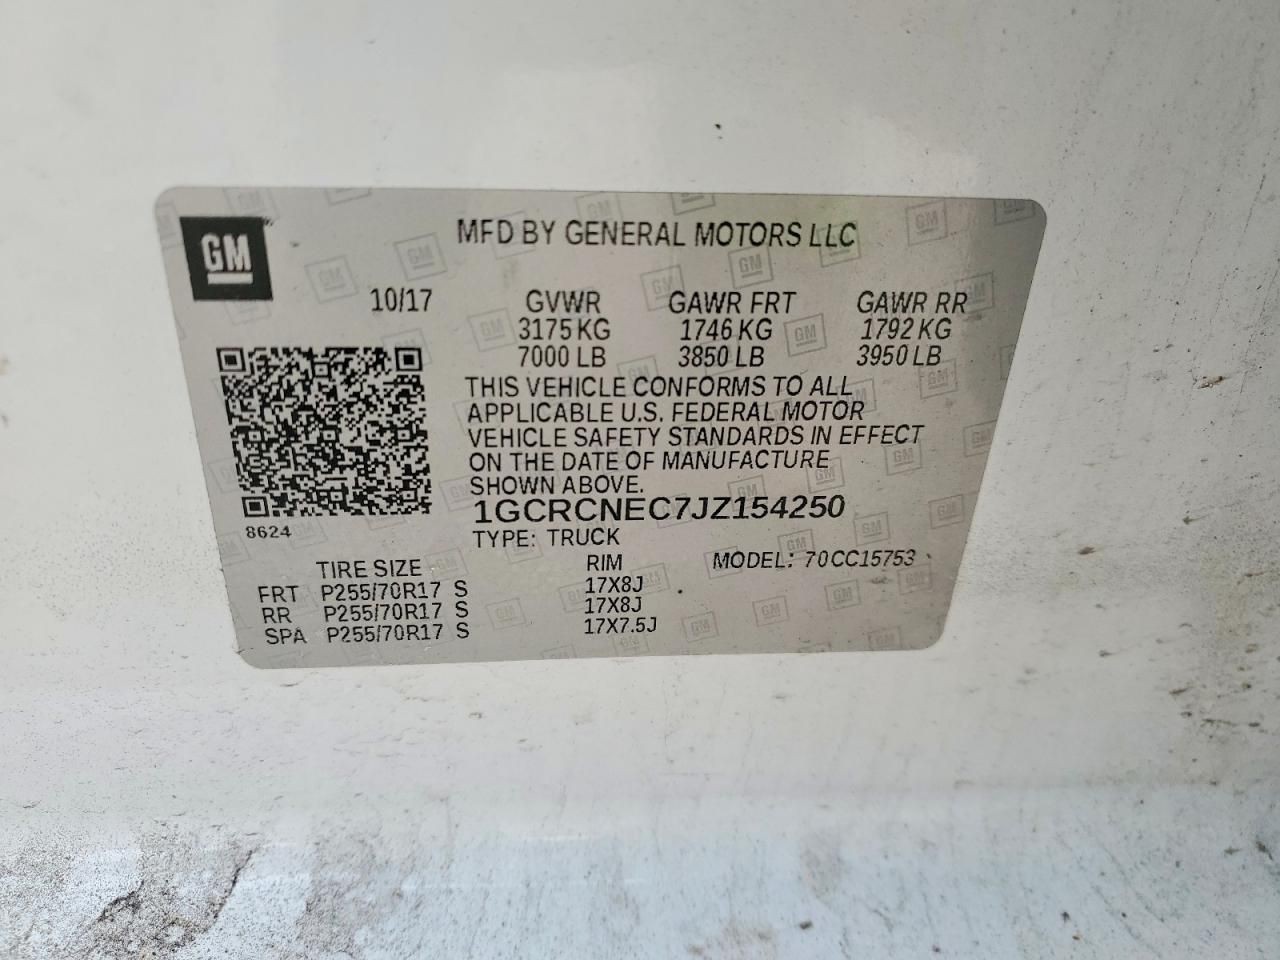 GM
MFD BY GENERAL MOTORS LLC
10/17 GVWR GAWR FRT GAWR RR
3175 KG 1746 KG 1792 KG
7000 LB 3850 LB 3950 LB
THIS VEHICLE CONFORMS TO ALL
APPLICABLE U.S. FEDERAL MOTOR
VEHICLE SAFETY STANDARDS IN EFFECT
ON THE DATE OF MANUFACTURE
SHOWN ABOVE.
1GCRCNEC7JZ154250
8624
TYPE: TRUCK
MODEL: 70CC15753
TIRE SIZE RIM
FRT P255/70R17 S 17X8J
RR P255/70R17 S 17X8J
SPA P255/70R17 S 17X7.5J